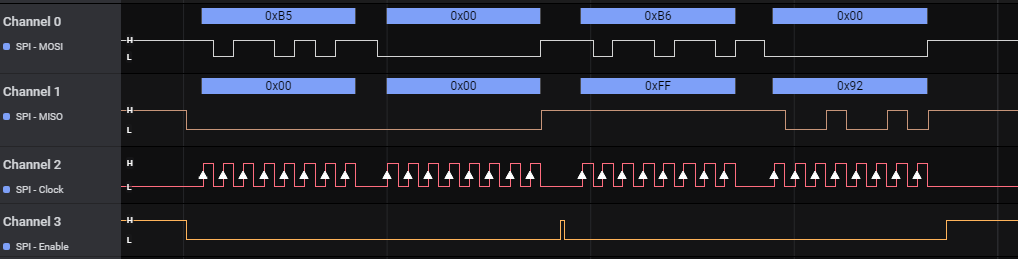 Channel 0
SPI - MOSI
H
L
0xB5 0x00 0xB6 0x00
Channel 1
SPI - MISO
H
L
0x00 0x00 0xFF 0x92
Channel 2
SPI - Clock
H
L
Channel 3
SPI - Enable
H
L